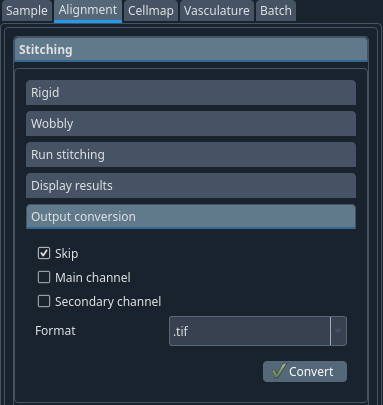 Sample Alignment Cellmap Vasculature Batch
Stitching
Rigid
Wobbly
Run stitching
Display results
Output conversion
Skip
Main channel
Secondary channel
Format .tif
Convert